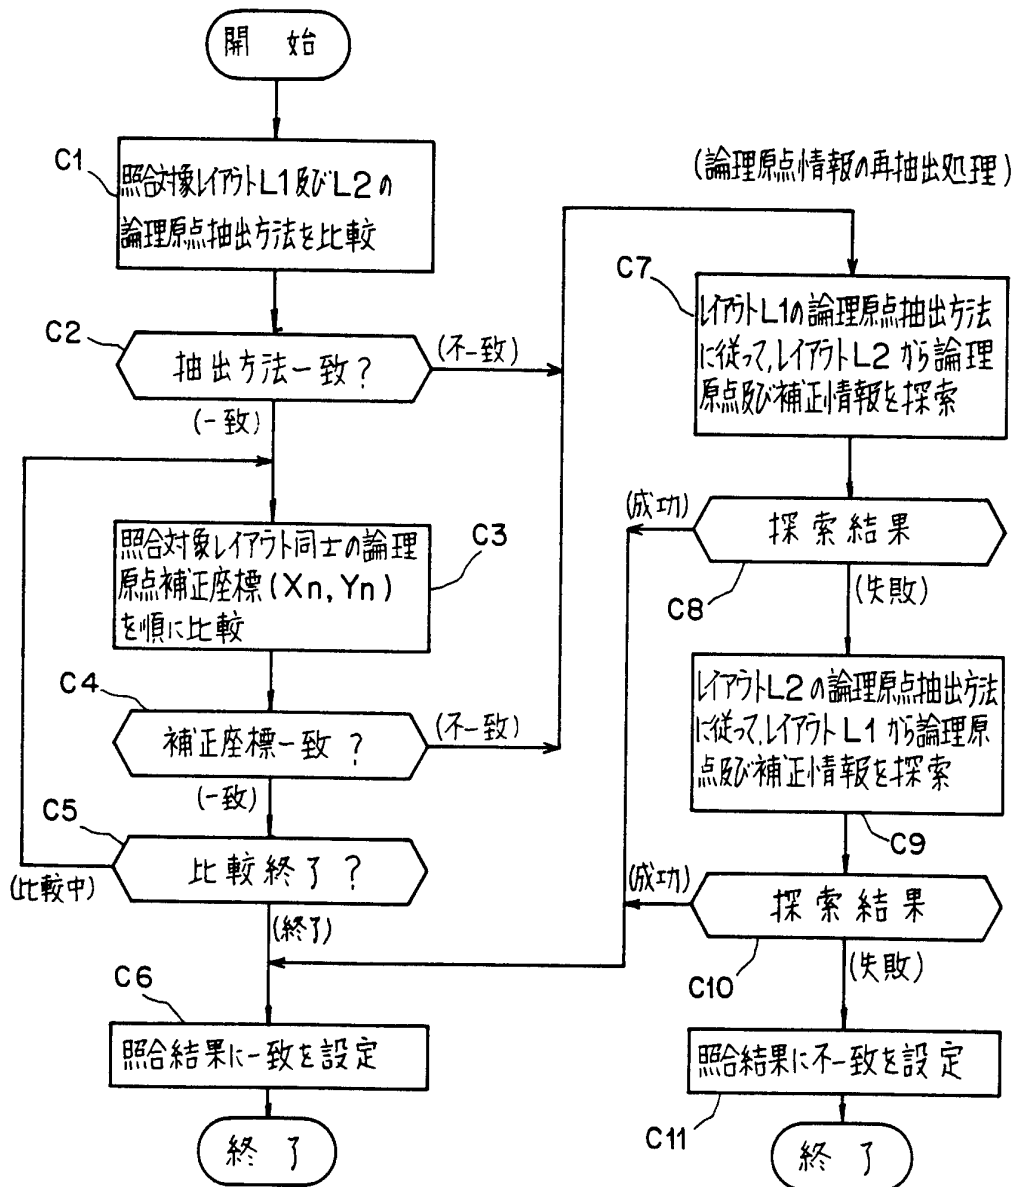 開始
C1
照合対象レイアウトL1及びL2の
論理原点抽出方法を比較
C2
抽出方法一致?
(不一致)
(一致)
照合対象レイアウト同士の論理
原点補正座標(Xn, Yn)
を順に比較
C3
C4
補正座標一致?
(不一致)
(一致)
C5
比較終了?
(比較中)
(終了)
C6
照合結果に一致を設定
終了
(論理原点情報の再抽出処理)
C7
レイアウトL1の論理原点抽出方法
に従って,レイアウトL2から論理
原点及び補正情報を探索
(成功)
探索結果
C8
(失敗)
レイアウトL2の論理原点抽出方法
に従って,レイアウトL1から論理原
点及び補正情報を探索
C9
(成功)
探索結果
C10
(失敗)
照合結果に不一致を設定
C11
終了